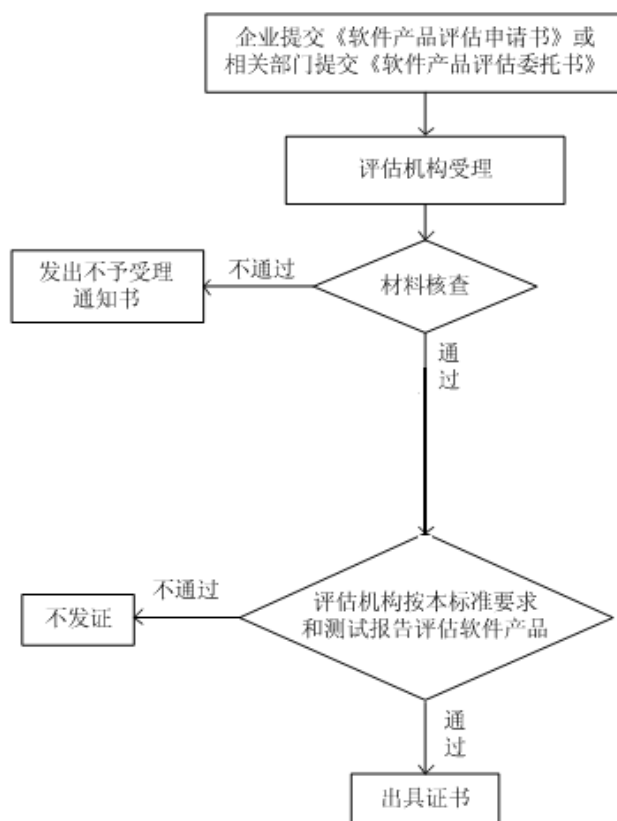 企业提交《软件产品评估申请书》或
相关部门提交《软件产品评估委托书》
评估机构受理
材料核查
不通过
发出不予受理
通知书
通
过
评估机构按本标准要求
和测试报告评估软件产品
不通过
不发证
通
过
出具证书